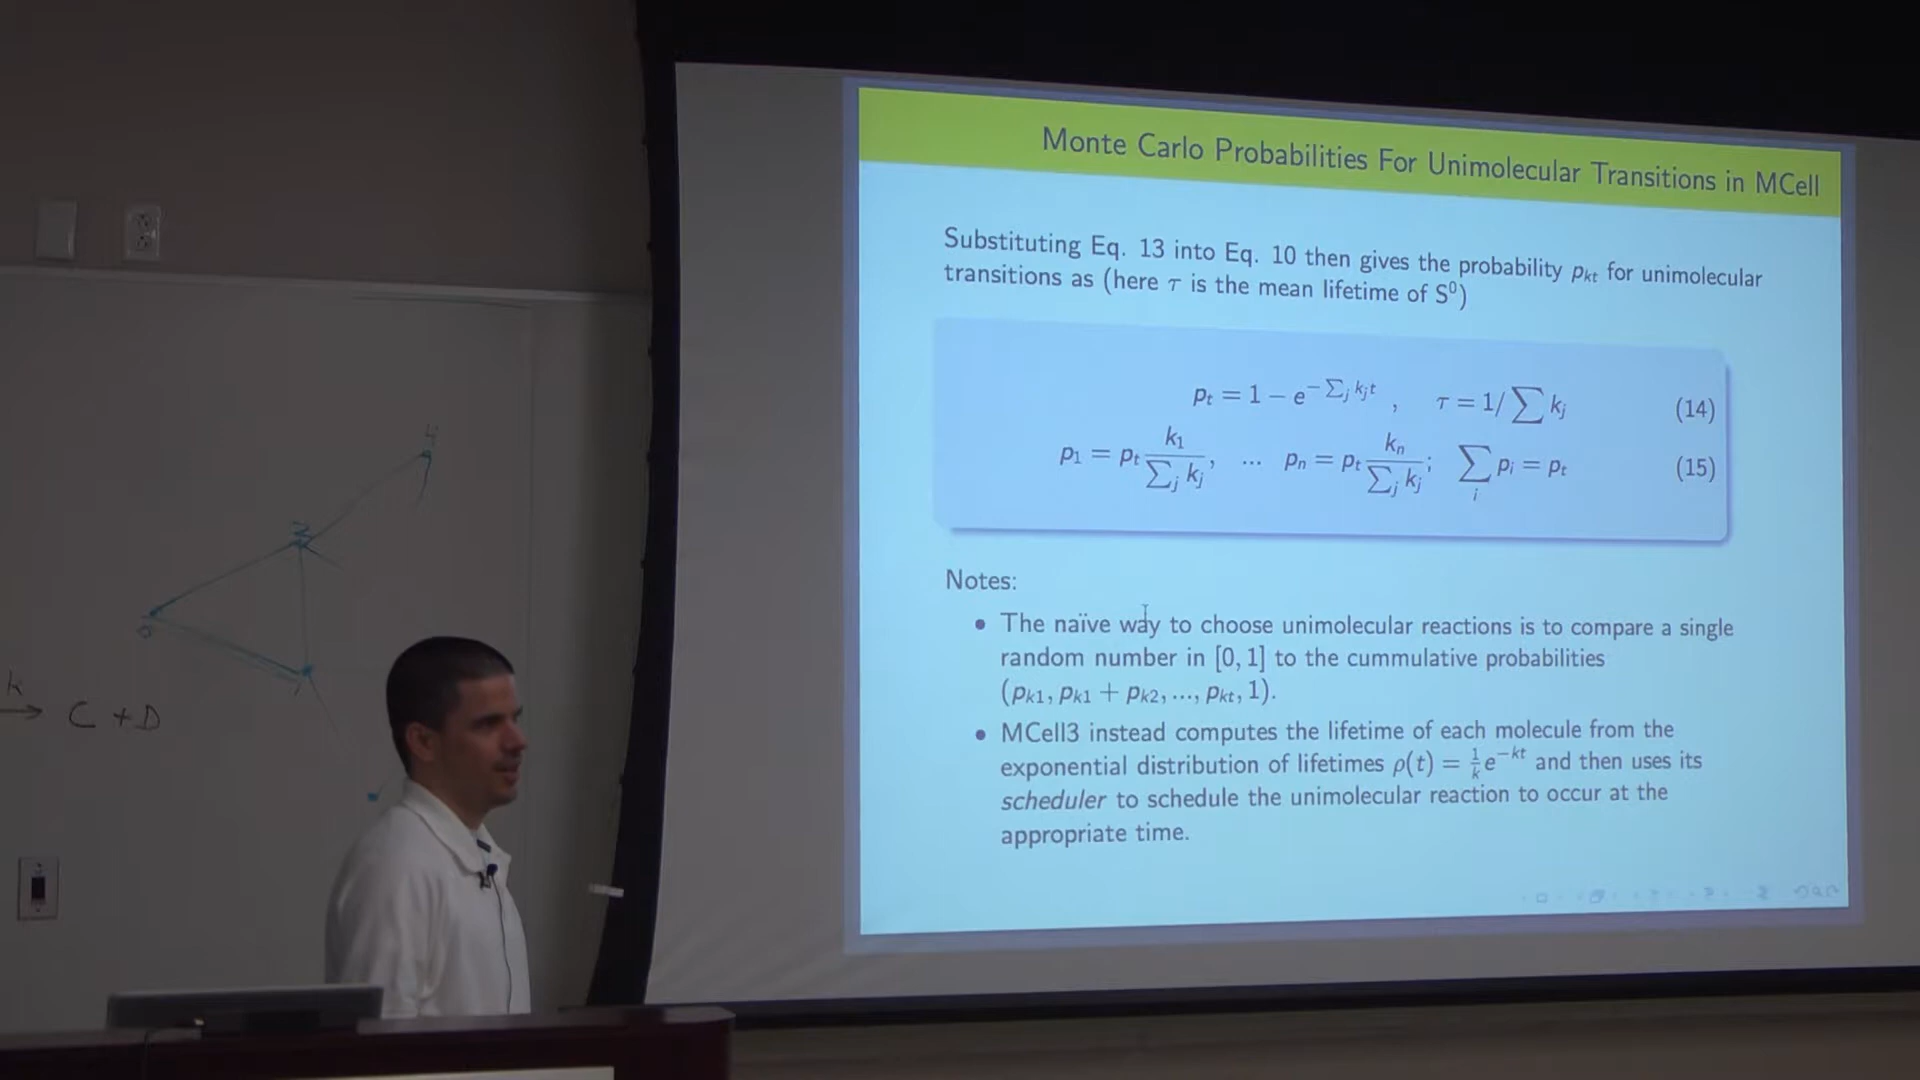 Monte Carlo Probabilities For Unimolecular Transitions in MCell
Substituting Eq. 13 into Eq. 10 then gives the probability pₖₜ for unimolecular
transitions as (here τ is the mean lifetime of S⁰)
pₜ = 1 − e^{−∑ⱼ kⱼt} , τ = 1/∑ kⱼ (14)
p₁ = pₜ k₁/∑ⱼ kⱼ, ... pₙ = pₜ kₙ/∑ⱼ kⱼ; ∑ᵢ pᵢ = pₜ (15)
Notes:
• The naïve way to choose unimolecular reactions is to compare a single
random number in [0, 1] to the cummulative probabilities
(pₖ₁, pₖ₁ + pₖ₂, ..., pₖₜ, 1).
• MCell3 instead computes the lifetime of each molecule from the
exponential distribution of lifetimes ρ(t) = 1/k e^{−kt} and then uses its
scheduler to schedule the unimolecular reaction to occur at the
appropriate time.
k
→ C + D